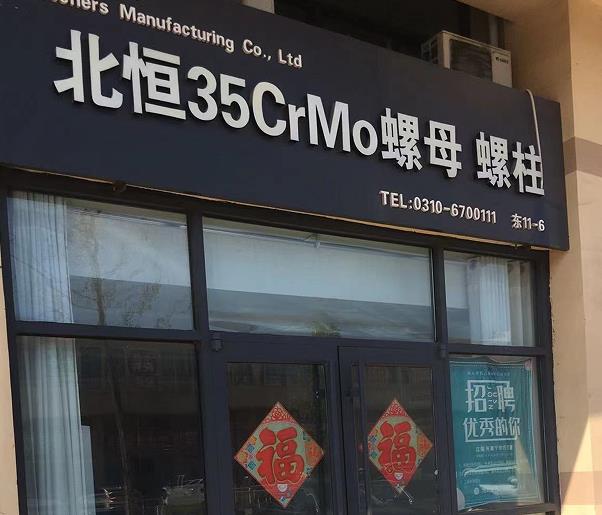 Manufacturing Co., Ltd
北恒35CrMo螺母 螺柱
TEL:0310-6700111 东11-6
福
福
招聘
优秀的你